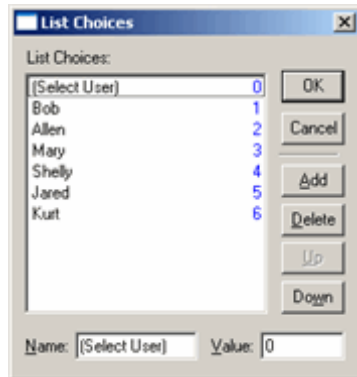 List Choices
List Choices:
(Select User) 0
Bob 1
Allen 2
Mary 3
Shelly 4
Jared 5
Kurt 6
OK
Cancel
Add
Delete
Up
Down
Name: (Select User) Value: 0